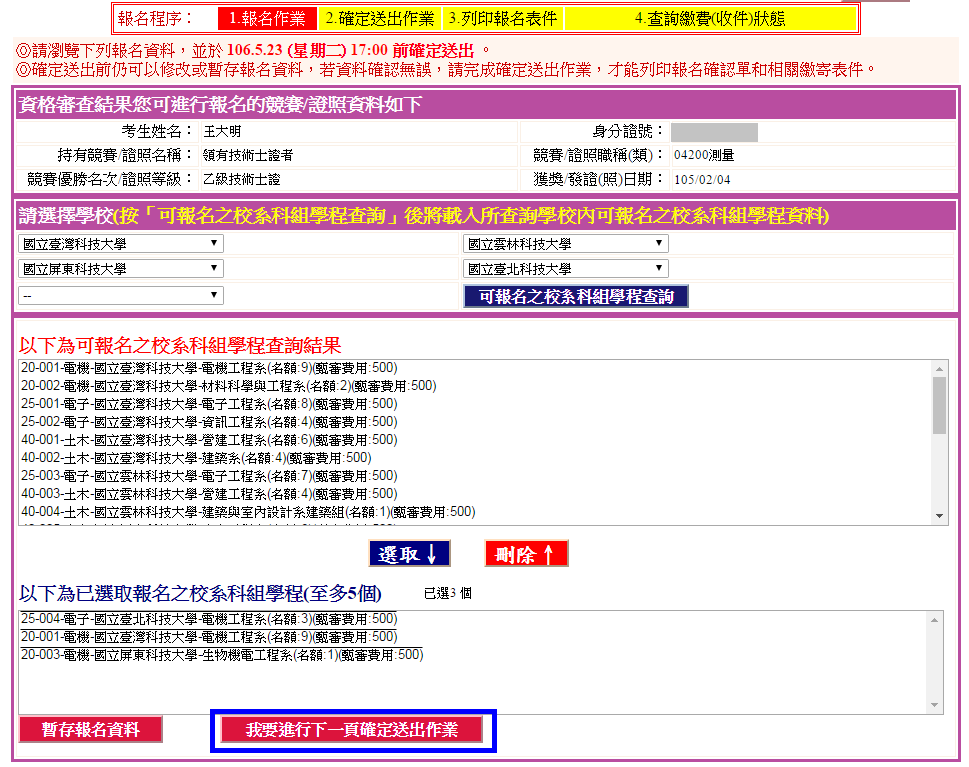 報名程序： 1.報名作業 2.確定送出作業 3.列印報名表件 4.查詢繳費(收件)狀態
◎請瀏覽下列報名資料，並於 106.5.23 (星期二) 17:00 前確定送出 。
◎確定送出前仍可以修改或暫存報名資料，若資料確認無誤，請完成確定送出作業，才能列印報名確認單和相關繳寄表件。
資格審查結果您可進行報名的競賽/證照資料如下
考生姓名： 王大明 身分證號：
持有競賽/證照名稱： 領有技術士證者 競賽/證照職稱(類)： 04200測量
競賽優勝名次/證照等級： 乙級技術士證 獲獎/發證(照)日期： 105/02/04
請選擇學校(按「可報名之校系科組學程查詢」後將載入所查詢學校內可報名之校系科組學程資料)
國立臺灣科技大學 國立雲林科技大學
國立屏東科技大學 國立臺北科技大學
-- 可報名之校系科組學程查詢
以下為可報名之校系科組學程查詢結果
20-001-電機-國立臺灣科技大學-電機工程系(名額:9)(甄審費用:500)
20-002-電機-國立臺灣科技大學-材料科學與工程系(名額:2)(甄審費用:500)
25-001-電子-國立臺灣科技大學-電子工程系(名額:8)(甄審費用:500)
25-002-電子-國立臺灣科技大學-資訊工程系(名額:4)(甄審費用:500)
40-001-土木-國立臺灣科技大學-營建工程系(名額:6)(甄審費用:500)
40-002-土木-國立臺灣科技大學-建築系(名額:4)(甄審費用:500)
25-003-電子-國立雲林科技大學-電子工程系(名額:7)(甄審費用:500)
40-003-土木-國立雲林科技大學-營建工程系(名額:4)(甄審費用:500)
40-004-土木-國立雲林科技大學-建築與室內設計系建築組(名額:1)(甄審費用:500)
選取↓ 刪除↑
以下為已選取報名之校系科組學程(至多5個) 已選3 個
25-004-電子-國立臺北科技大學-電機工程系(名額:3)(甄審費用:500)
20-001-電機-國立臺灣科技大學-電機工程系(名額:9)(甄審費用:500)
20-003-電機-國立屏東科技大學-生物機電工程系(名額:1)(甄審費用:500)
暫存報名資料 我要進行下一頁確定送出作業